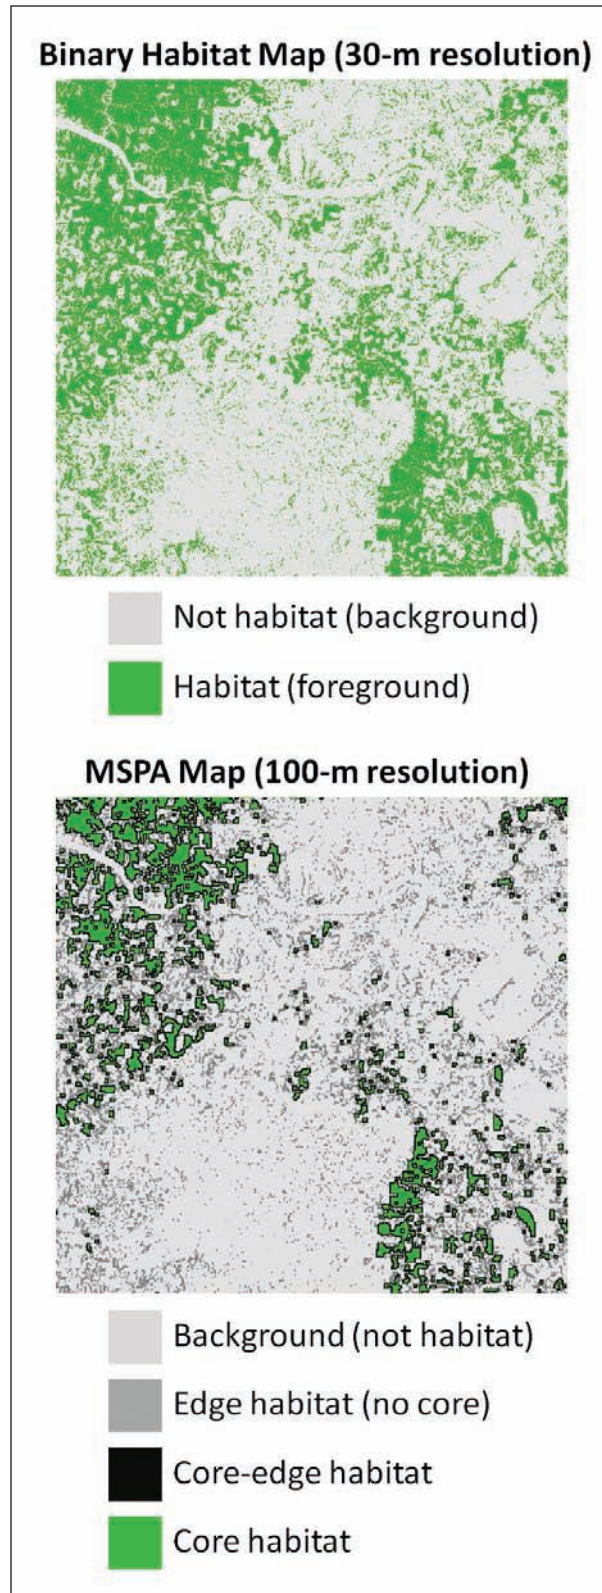 Binary Habitat Map (30-m resolution)
Not habitat (background)
Habitat (foreground)
MSPA Map (100-m resolution)
Background (not habitat)
Edge habitat (no core)
Core-edge habitat
Core habitat